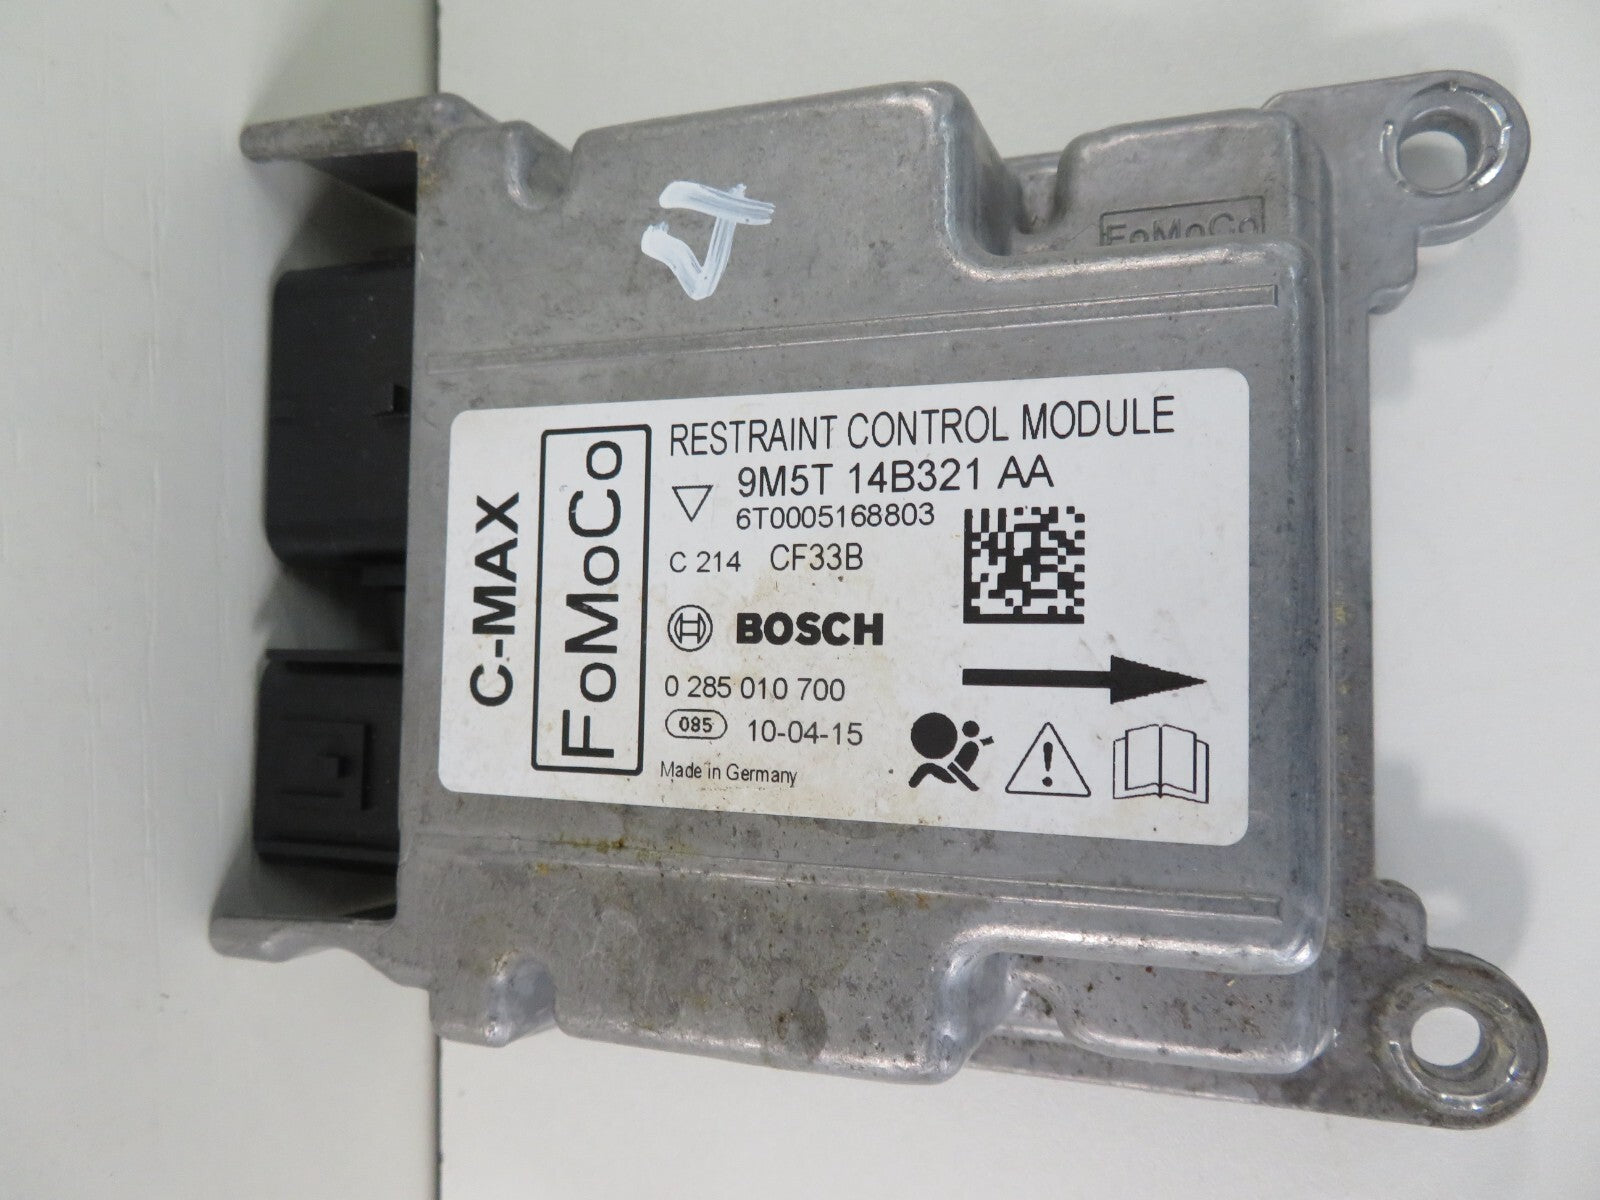 FoMoCo
C-MAX
FoMoCo
RESTRAINT CONTROL MODULE
9M5T 14B321 AA
6T0005168803
C 214 CF33B
BOSCH
0 285 010 700
085 10-04-15
Made in Germany